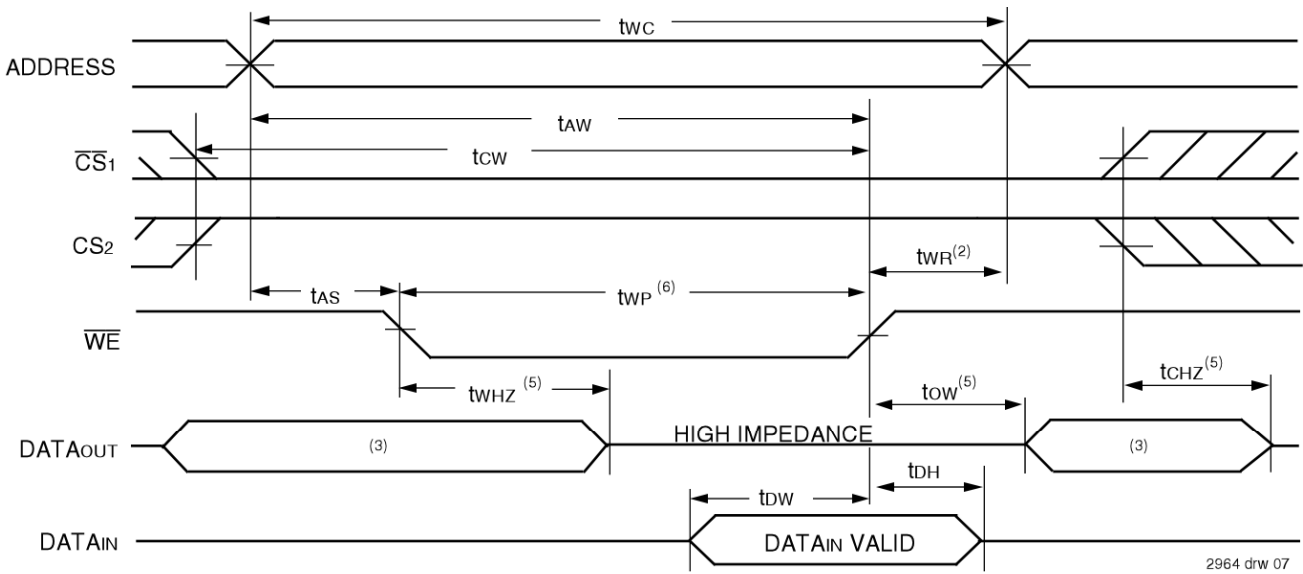 tWC
ADDRESS
tAW
tCW
CS1
CS2
tWR(2)
tAS
tWP (6)
WE
tWHZ (5)
tOW(5)
tCHZ(5)
DATAOUT
(3)
HIGH IMPEDANCE
(3)
tDW
tDH
DATAIN
DATAIN VALID
2964 drw 07